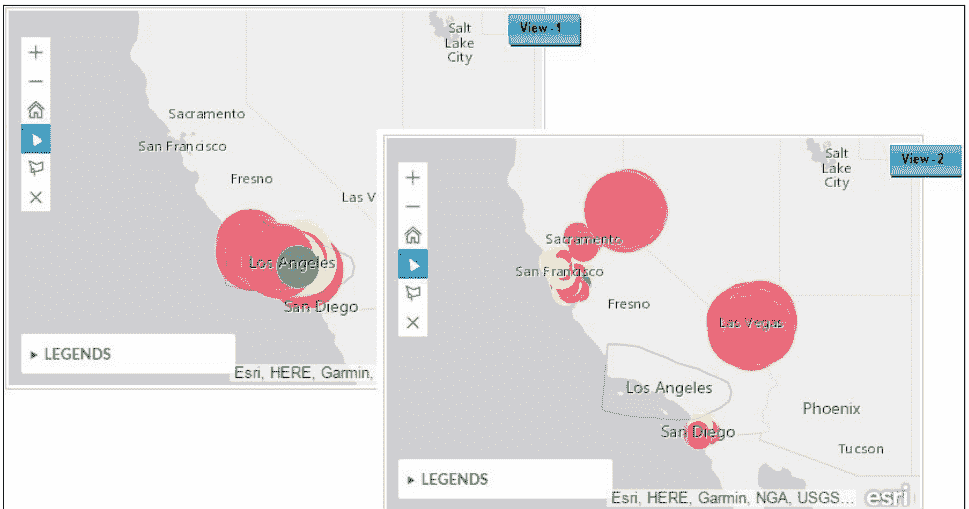 View-1
Salt
Lake
City
Sacramento
San Francisco
Fresno
Las V
Los Angeles
San Diego
LEGENDS
Esri, HERE, Garmin,
View-2
Salt
Lake
City
Sacramento
San Francisco
Fresno
Las Vegas
Los Angeles
Phoenix
San Diego
Tucson
LEGENDS
Esri, HERE, Garmin, NGA, USGS...
esri